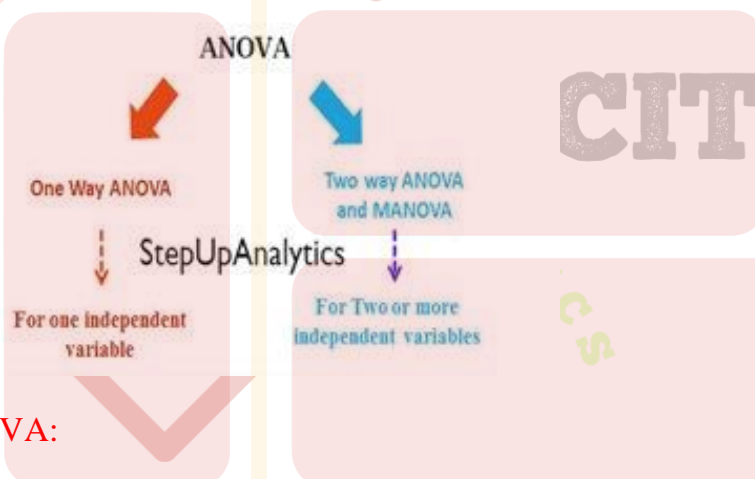 ANOVA
CIT
One Way ANOVA
Two way ANOVA
and MANOVA
StepUpAnalytics
For one independent
variable
For Two or more
independent variables
cs
VA: